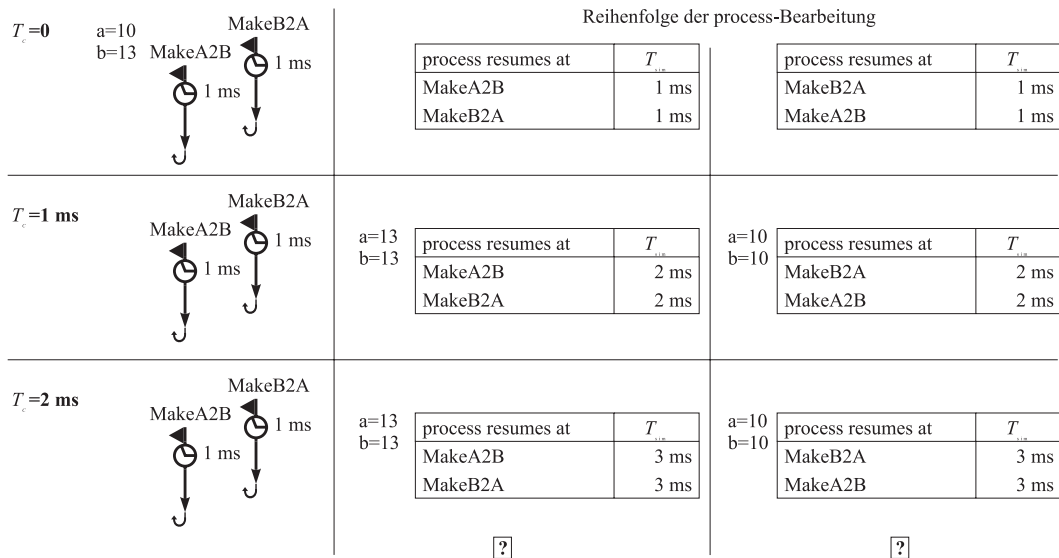 Reihenfolge der process-Bearbeitung
T_c=0
a=10
b=13
MakeA2B
1 ms
MakeB2A
1 ms
process resumes at T_sim
MakeA2B 1 ms
MakeB2A 1 ms
process resumes at T_sim
MakeB2A 1 ms
MakeA2B 1 ms
T_c=1 ms
MakeA2B
1 ms
MakeB2A
1 ms
a=13
b=13
process resumes at T_sim
MakeA2B 2 ms
MakeB2A 2 ms
a=10
b=10
process resumes at T_sim
MakeB2A 2 ms
MakeA2B 2 ms
T_c=2 ms
MakeA2B
1 ms
MakeB2A
1 ms
a=13
b=13
process resumes at T_sim
MakeA2B 3 ms
MakeB2A 3 ms
a=10
b=10
process resumes at T_sim
MakeB2A 3 ms
MakeA2B 3 ms
?
?